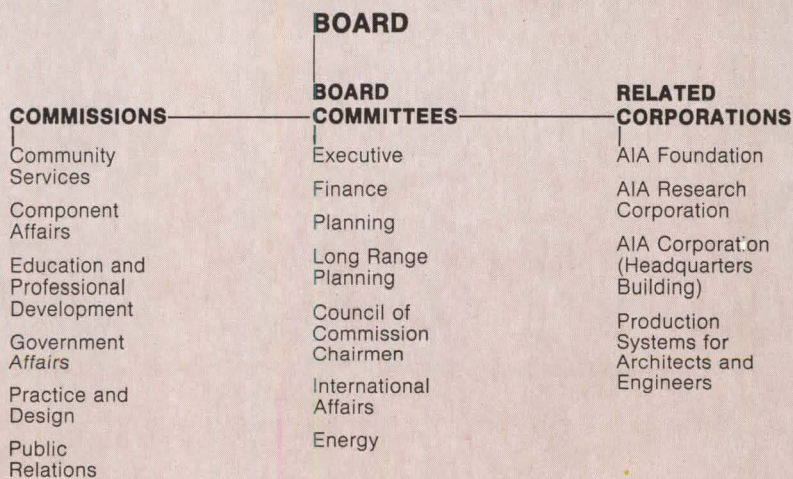 BOARD
COMMISSIONS
Community
Services
Component
Affairs
Education and
Professional
Development
Government
Affairs
Practice and
Design
Public
Relations
BOARD
COMMITTEES
Executive
Finance
Planning
Long Range
Planning
Council of
Commission
Chairmen
International
Affairs
Energy
RELATED
CORPORATIONS
AIA Foundation
AIA Research
Corporation
AIA Corporation
(Headquarters
Building)
Production
Systems for
Architects and
Engineers